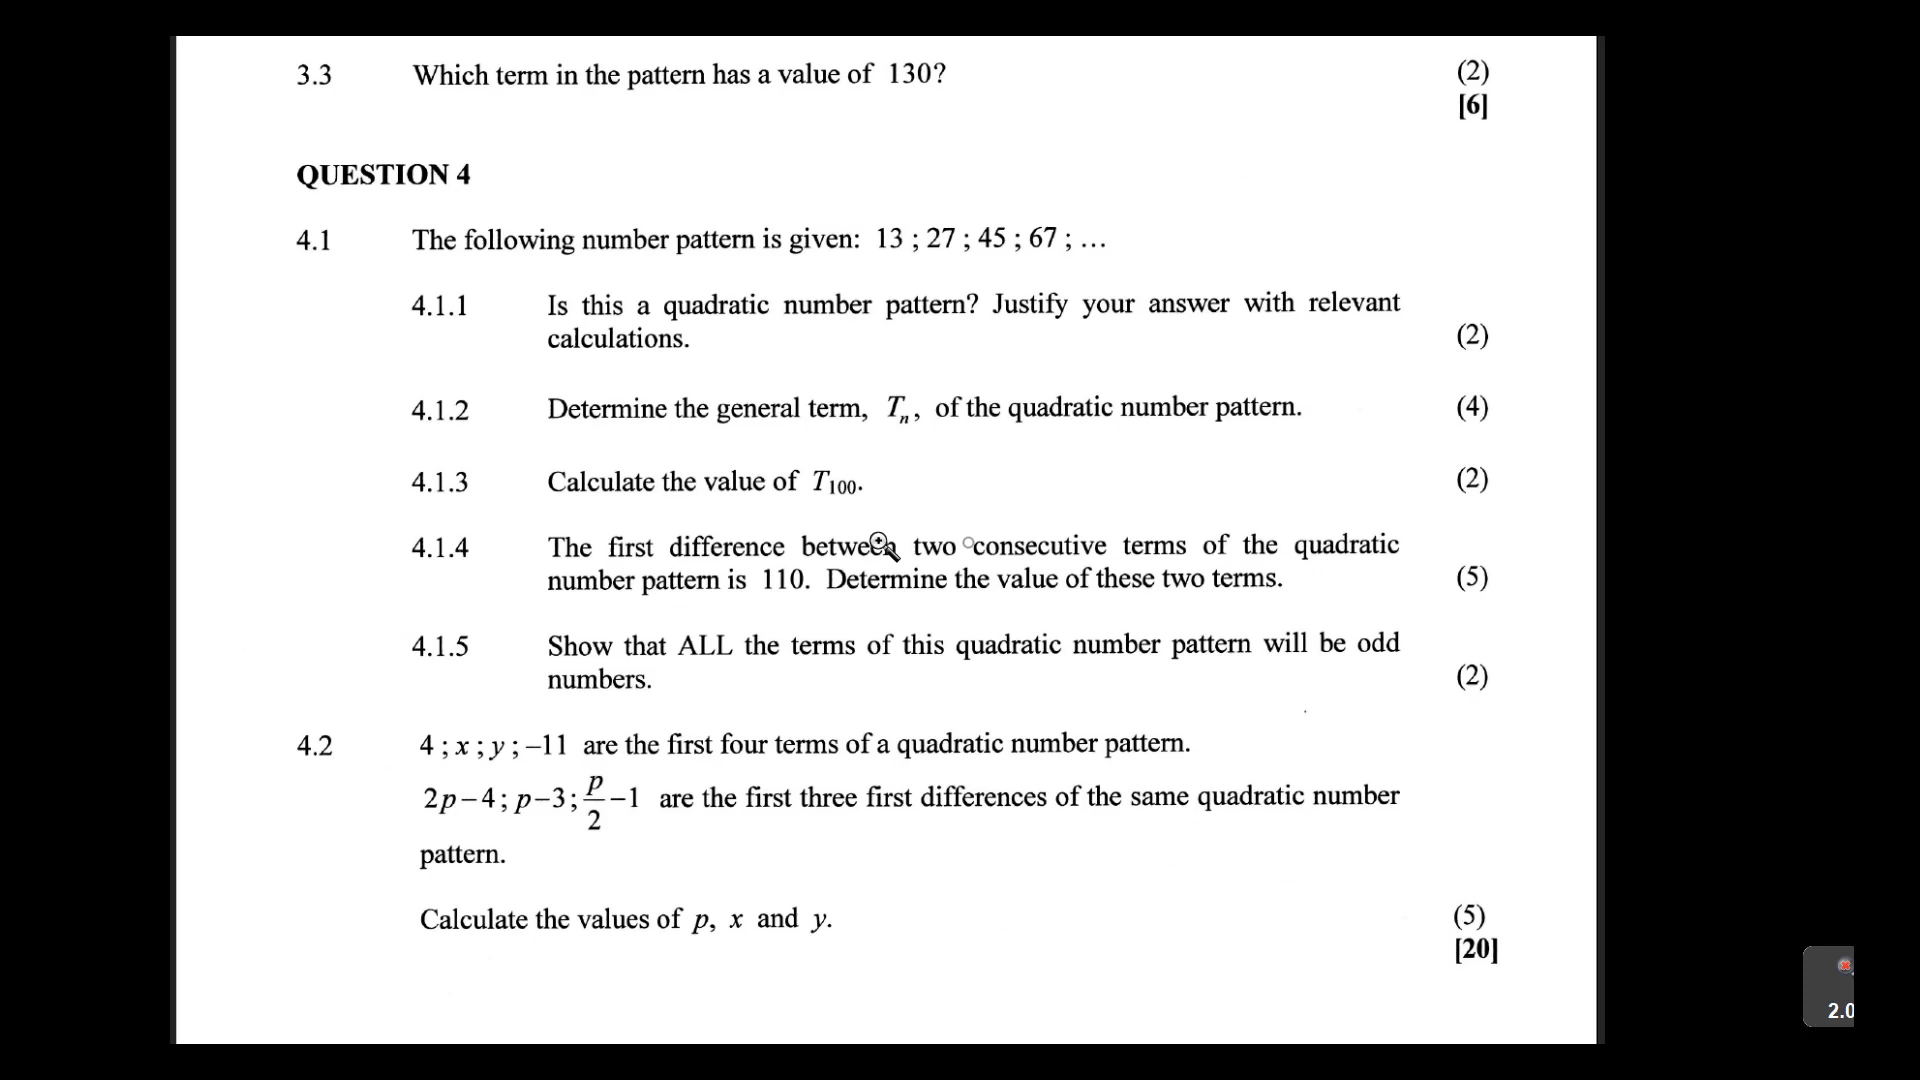 3.3 Which term in the pattern has a value of 130? (2)
[6]
QUESTION 4
4.1 The following number pattern is given: 13 ; 27 ; 45 ; 67 ; …
4.1.1 Is this a quadratic number pattern? Justify your answer with relevant
calculations. (2)
4.1.2 Determine the general term, Tₙ, of the quadratic number pattern. (4)
4.1.3 Calculate the value of T₁₀₀. (2)
4.1.4 The first difference between two consecutive terms of the quadratic
number pattern is 110. Determine the value of these two terms. (5)
4.1.5 Show that ALL the terms of this quadratic number pattern will be odd
numbers. (2)
4.2 4 ; x ; y ; –11 are the first four terms of a quadratic number pattern.
2p – 4 ; p – 3 ; p/2 – 1 are the first three first differences of the same quadratic number
pattern.
Calculate the values of p, x and y. (5)
[20]
2.0